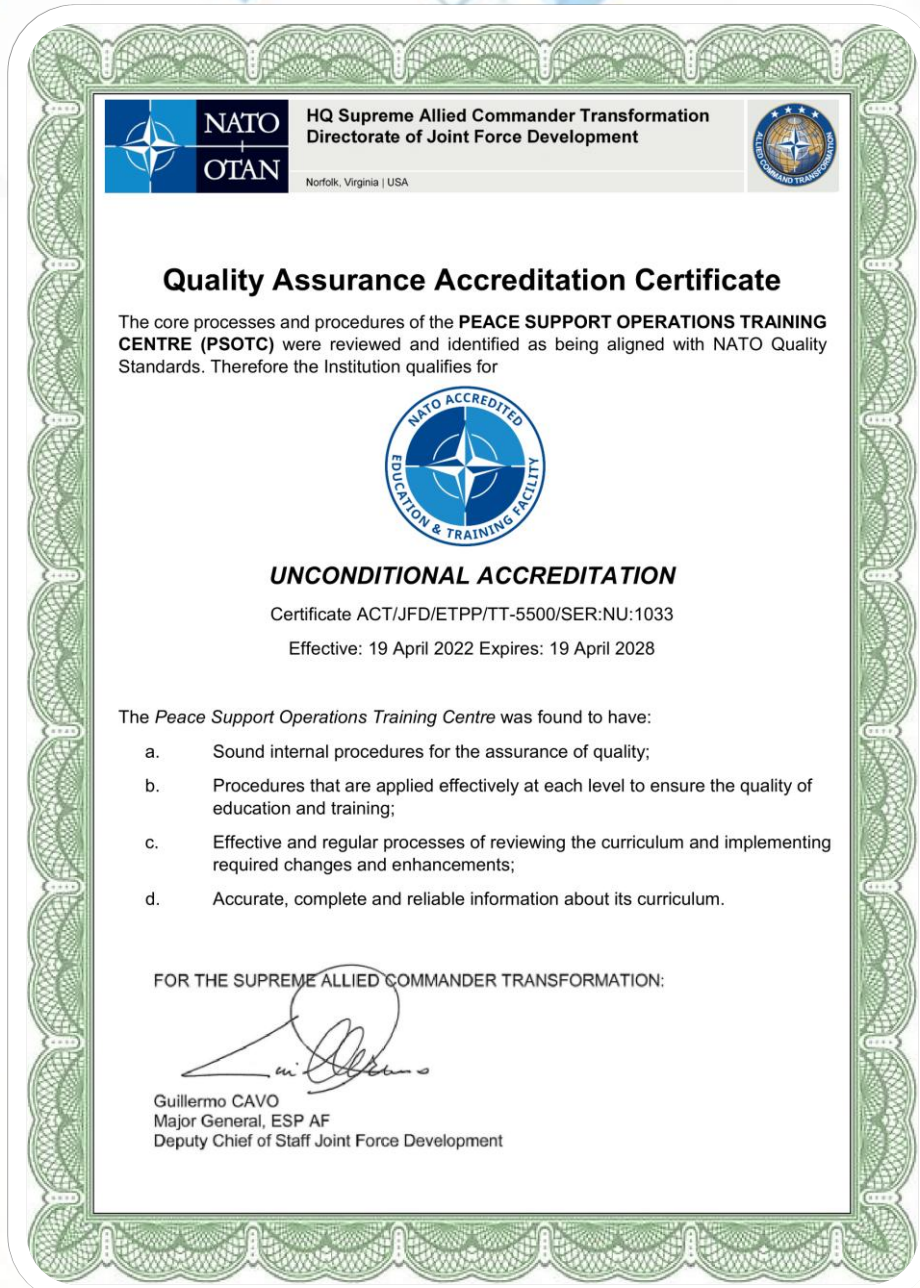 NATO
OTAN
HQ Supreme Allied Commander Transformation
Directorate of Joint Force Development
Norfolk, Virginia | USA
ALLIED COMMAND TRANSFORMATION
Quality Assurance Accreditation Certificate
The core processes and procedures of the PEACE SUPPORT OPERATIONS TRAINING
CENTRE (PSOTC) were reviewed and identified as being aligned with NATO Quality
Standards. Therefore the Institution qualifies for
NATO ACCREDITED
EDUCATION & TRAINING FACILITY
UNCONDITIONAL ACCREDITATION
Certificate ACT/JFD/ETPP/TT-5500/SER:NU:1033
Effective: 19 April 2022 Expires: 19 April 2028
The Peace Support Operations Training Centre was found to have:
a. Sound internal procedures for the assurance of quality;
b. Procedures that are applied effectively at each level to ensure the quality of
education and training;
c. Effective and regular processes of reviewing the curriculum and implementing
required changes and enhancements;
d. Accurate, complete and reliable information about its curriculum.
FOR THE SUPREME ALLIED COMMANDER TRANSFORMATION:
Guillermo CAVO
Major General, ESP AF
Deputy Chief of Staff Joint Force Development